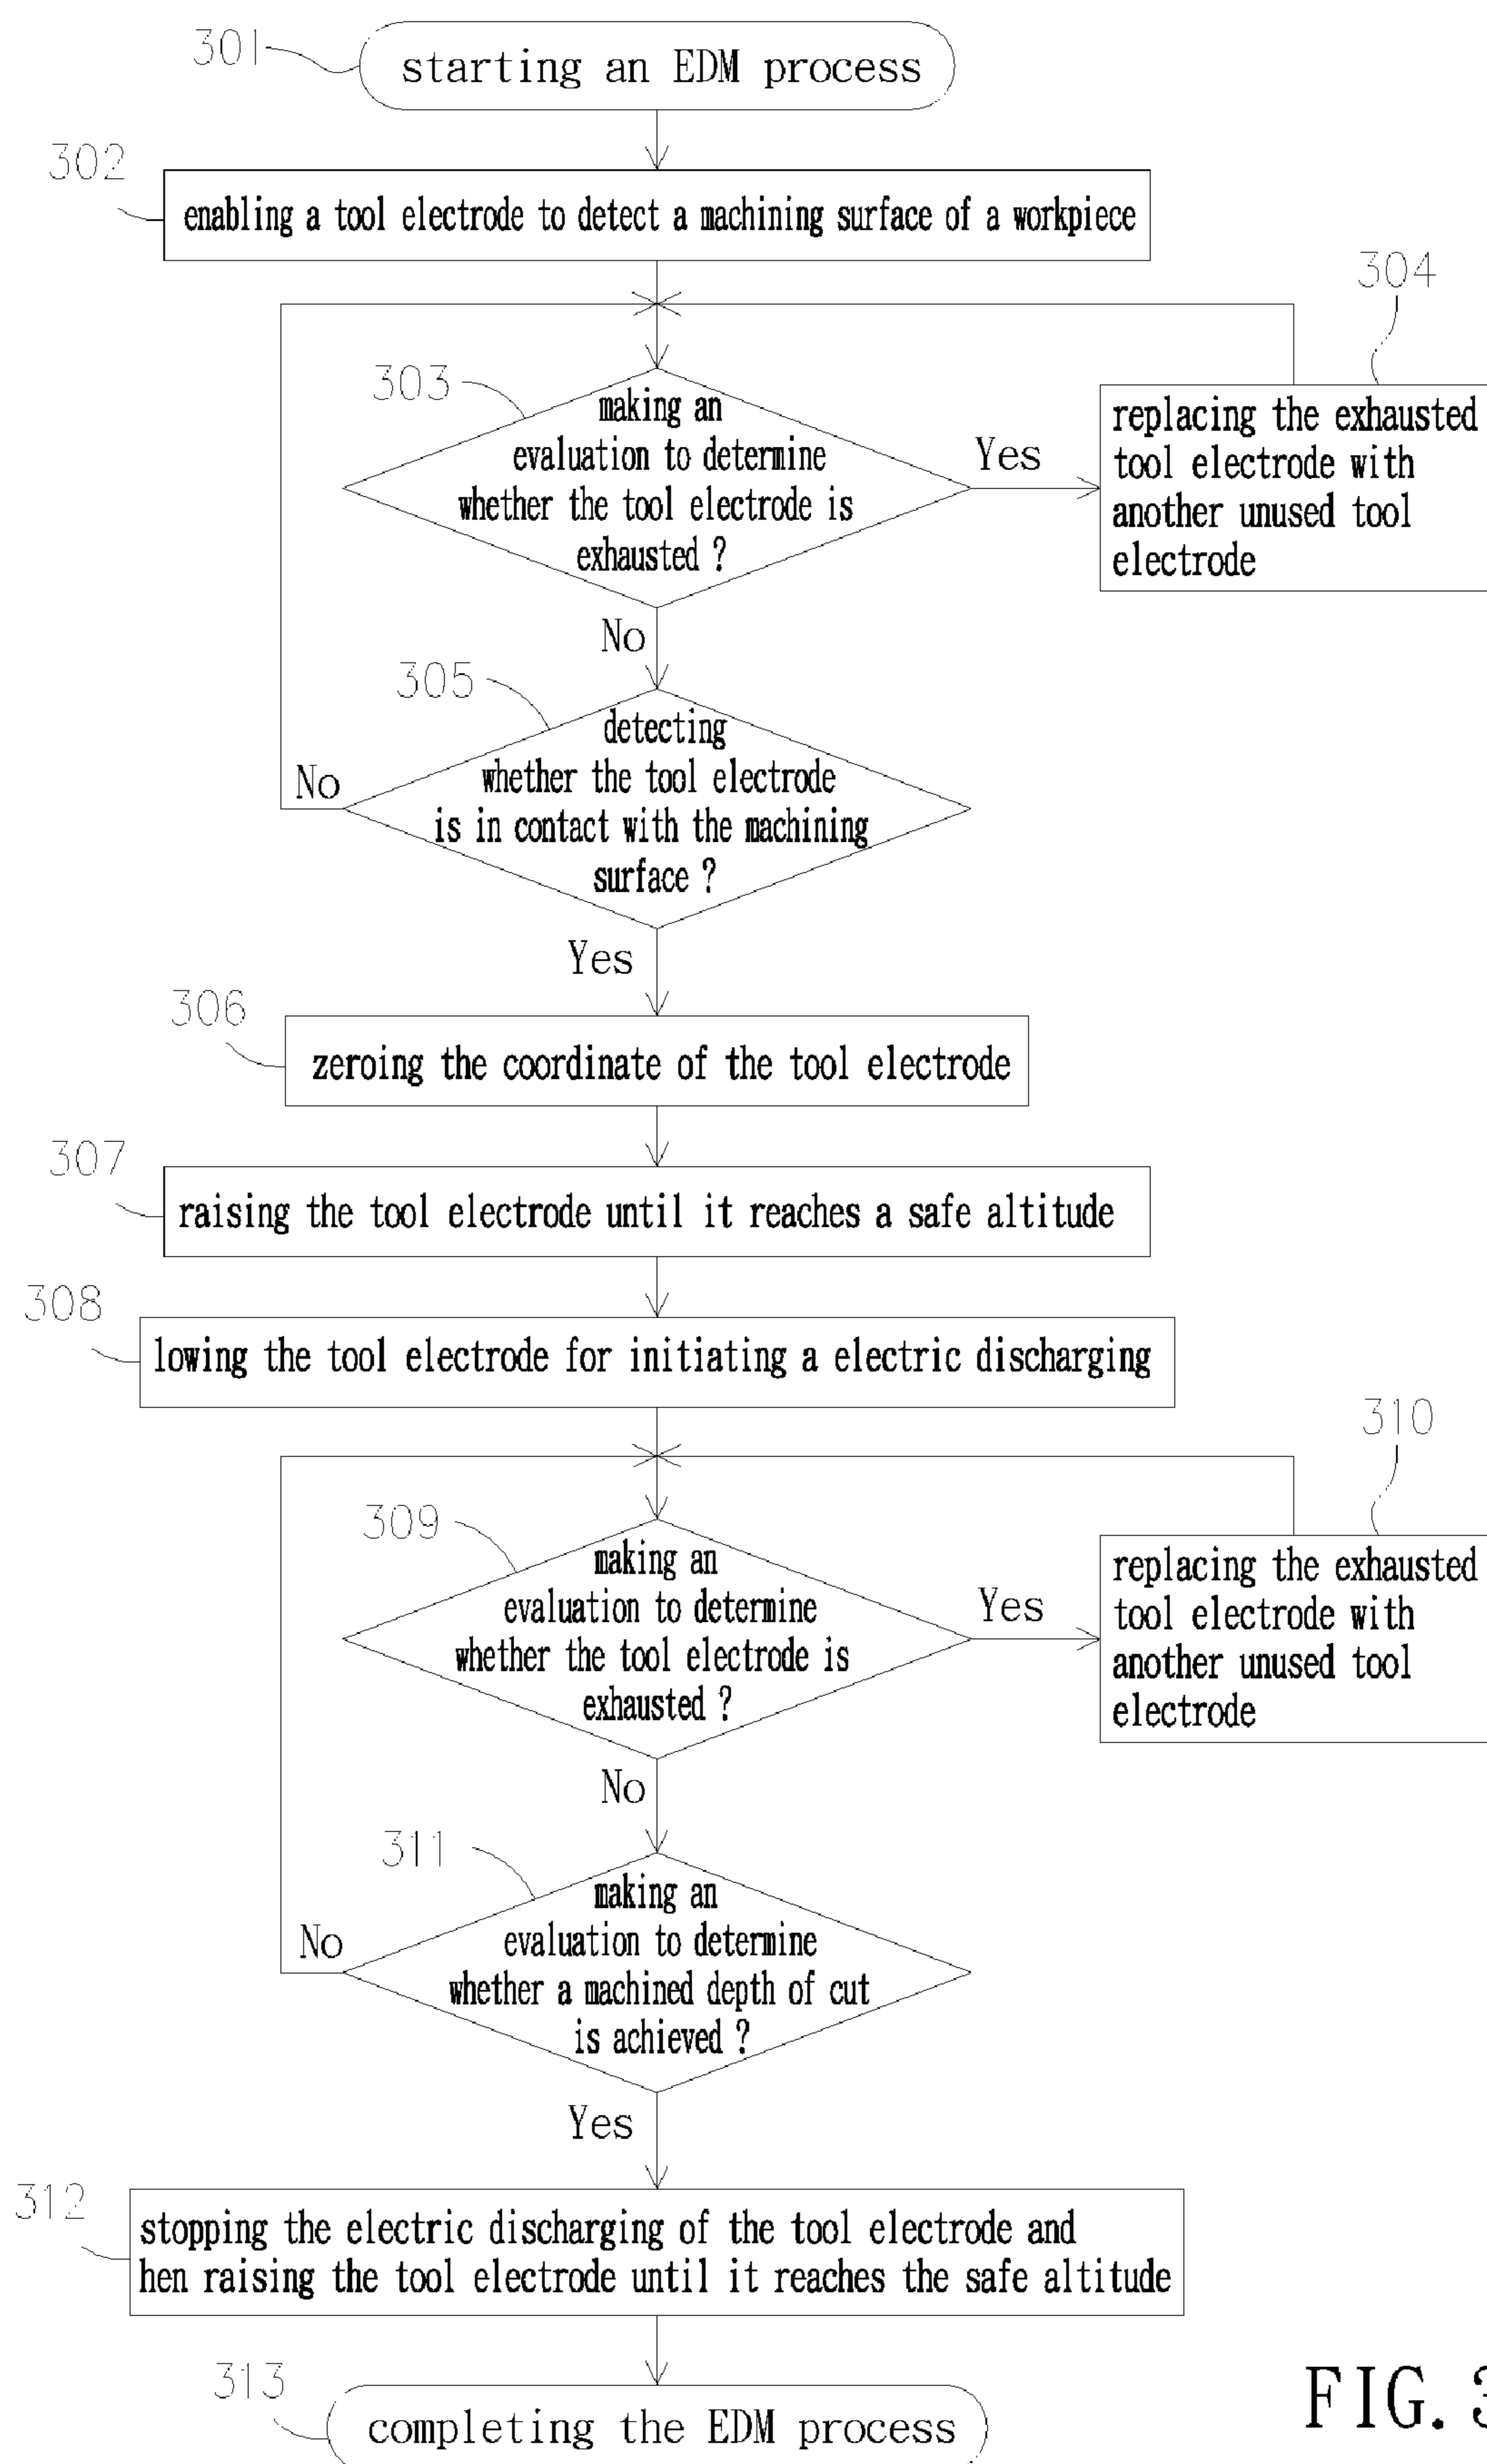 301
starting an EDM process
302
enabling a tool electrode to detect a machining surface of a workpiece
304
303
making an
evaluation to determine
whether the tool electrode is
exhausted ?
Yes
replacing the exhausted
tool electrode with
another unused tool
electrode
No
305
detecting
whether the tool electrode
is in contact with the machining
surface ?
No
Yes
306
zeroing the coordinate of the tool electrode
307
raising the tool electrode until it reaches a safe altitude
308
lowing the tool electrode for initiating a electric discharging
310
309
making an
evaluation to determine
whether the tool electrode is
exhausted ?
Yes
replacing the exhausted
tool electrode with
another unused tool
electrode
No
311
making an
evaluation to determine
whether a machined depth of cut
is achieved ?
No
Yes
312
stopping the electric discharging of the tool electrode and
hen raising the tool electrode until it reaches the safe altitude
313
completing the EDM process
FIG. 3